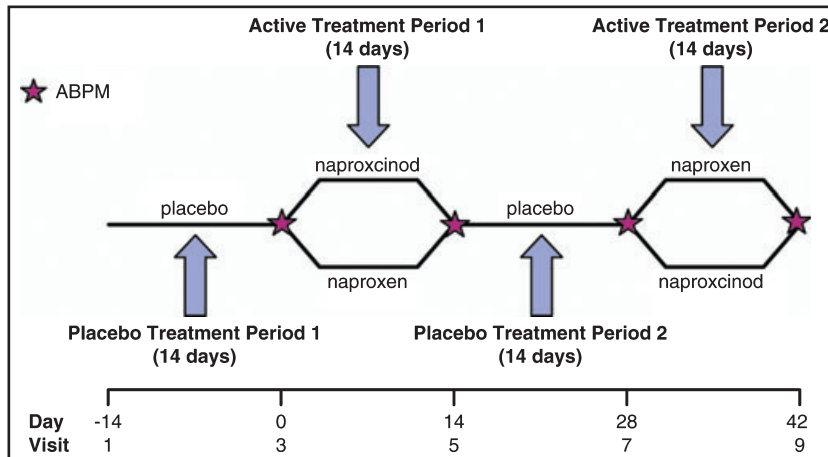 Active Treatment Period 1
(14 days)
Active Treatment Period 2
(14 days)
ABPM
naproxcinod
naproxen
placebo
placebo
naproxen
naproxcinod
Placebo Treatment Period 1
(14 days)
Placebo Treatment Period 2
(14 days)
Day -14 0 14 28 42
Visit 1 3 5 7 9